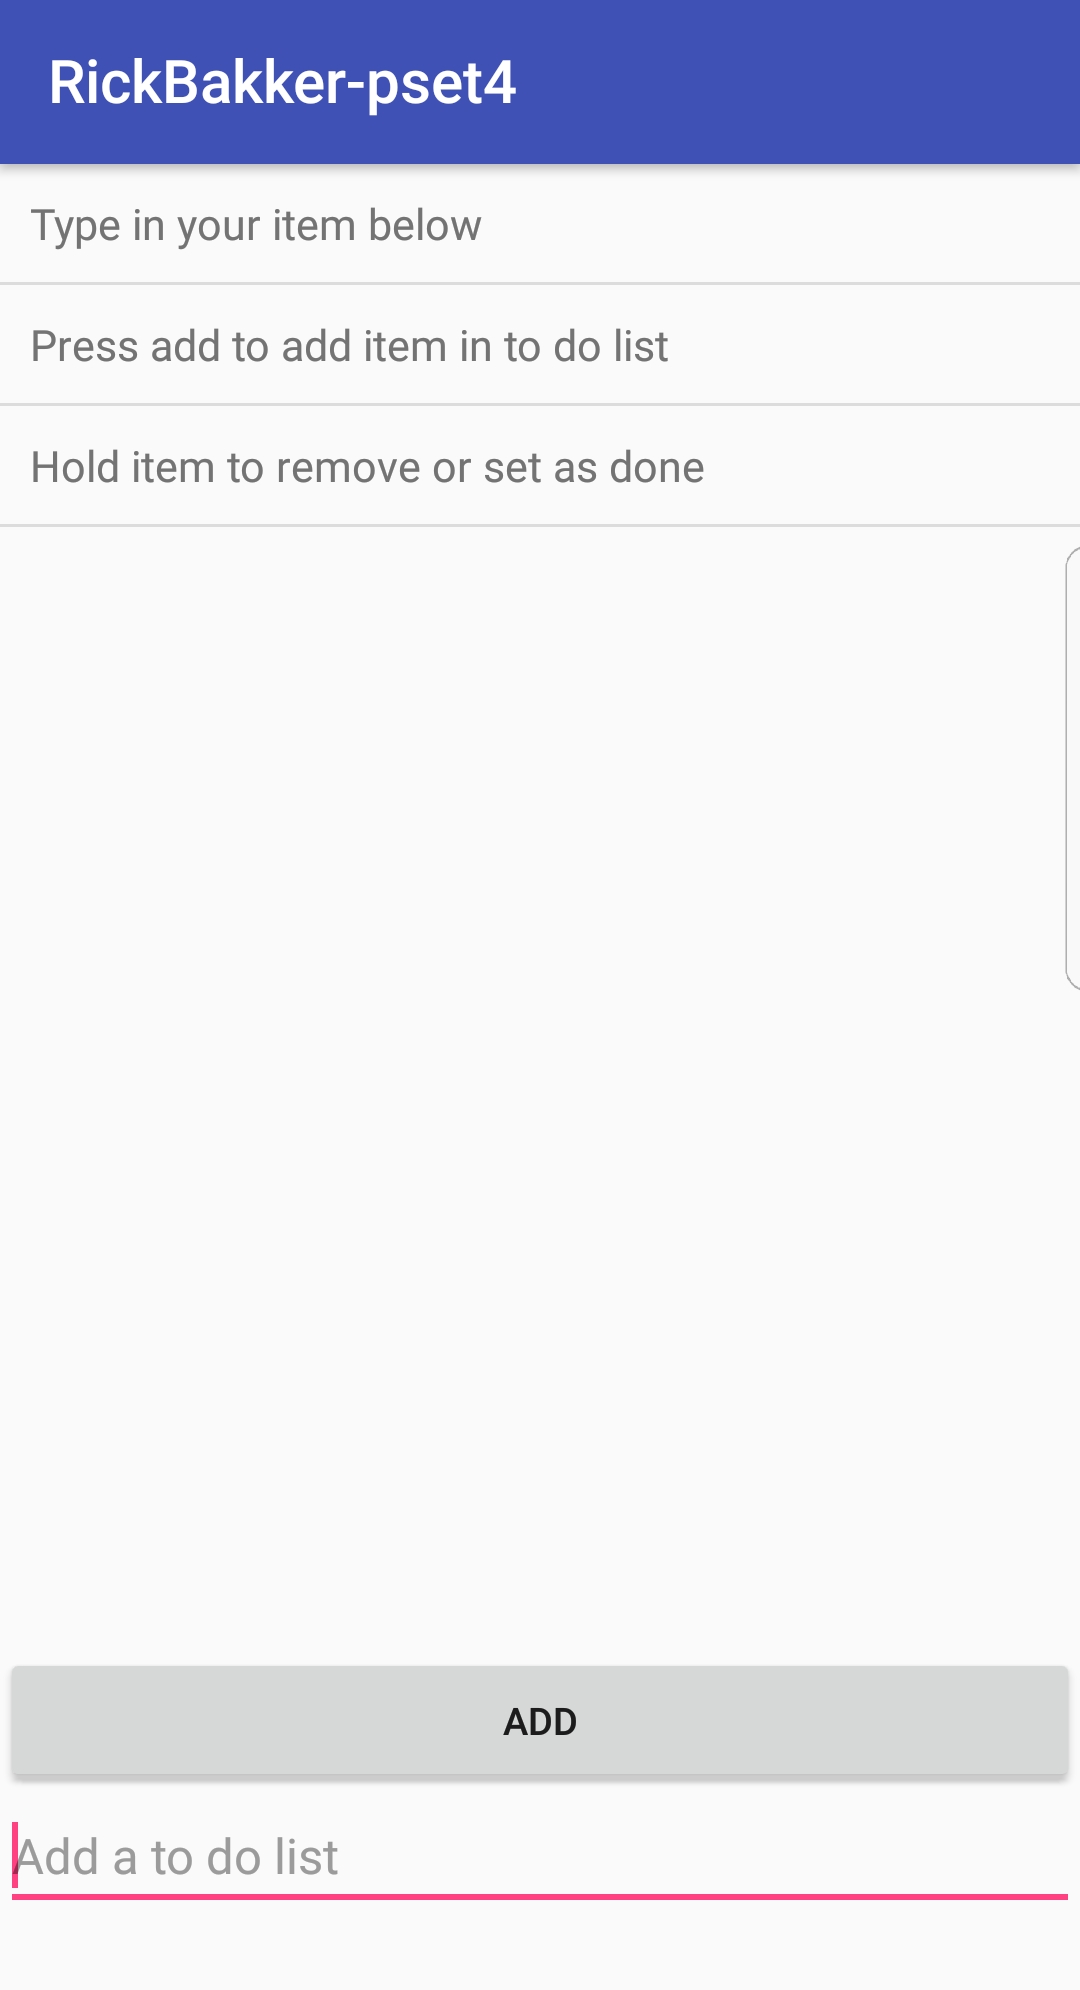 RickBakker-pset4
Type in your item below
Press add to add item in to do list
Hold item to remove or set as done
ADD
Add a to do list